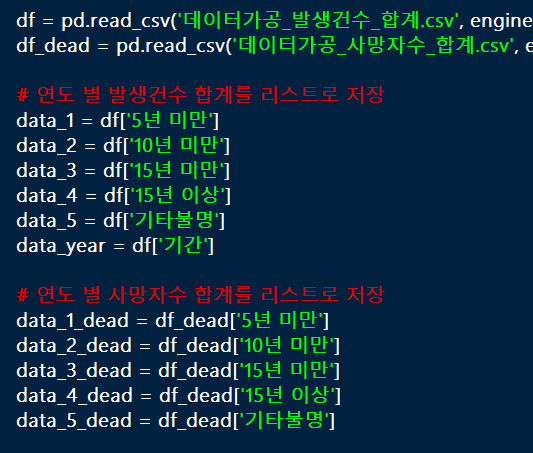 df = pd.read_csv('데이터가공_발생건수_합계.csv', engine
df_dead = pd.read_csv('데이터가공_사망자수_합계.csv', e
# 연도 별 발생건수 합계를 리스트로 저장
data_1 = df['5년 미만']
data_2 = df['10년 미만']
data_3 = df['15년 미만']
data_4 = df['15년 이상']
data_5 = df['기타불명']
data_year = df['기간']
# 연도 별 사망자수 합계를 리스트로 저장
data_1_dead = df_dead['5년 미만']
data_2_dead = df_dead['10년 미만']
data_3_dead = df_dead['15년 미만']
data_4_dead = df_dead['15년 이상']
data_5_dead = df_dead['기타불명']